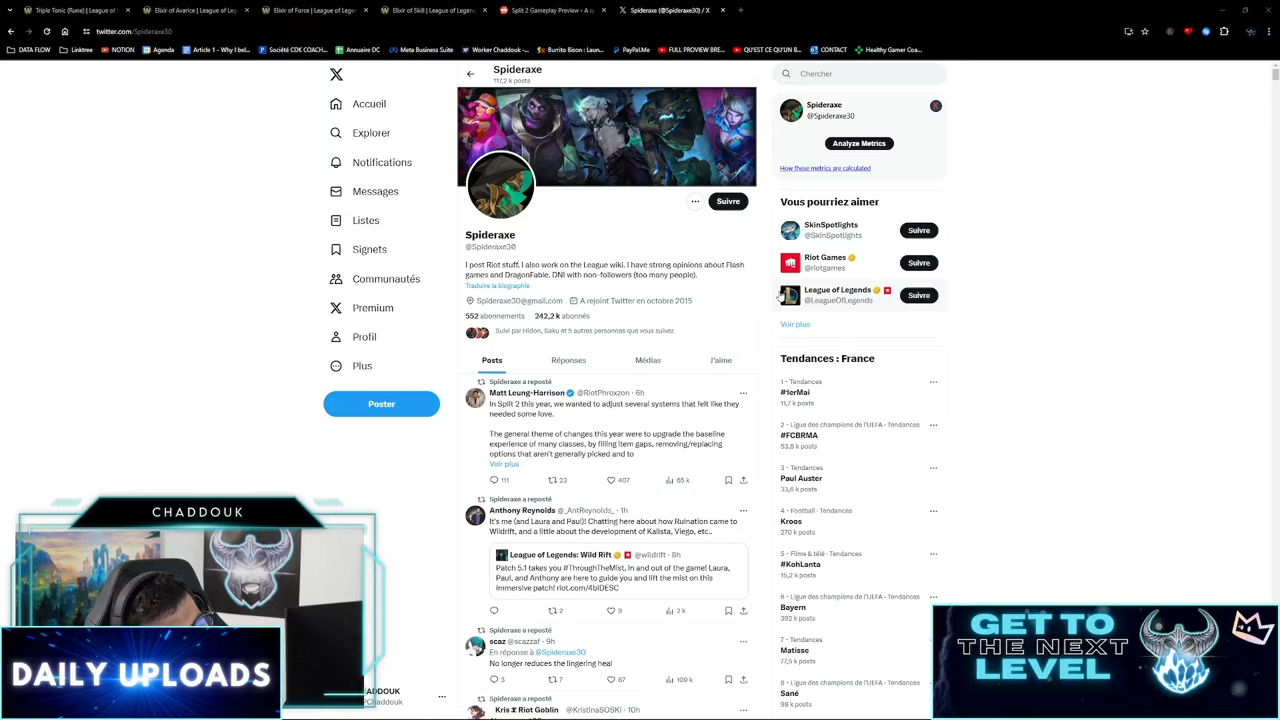 Triple Tonic (Rune) | League of L
Elixir of Avarice | League of Leg
Elixir of Force | League of Leger
Elixir of Skill | League of Legend
Split 2 Gameplay Preview - A q
Spideraxe (@Spideraxe30) / X
twitter.com/Spideraxe30
DATA FLOW
Linktree
NOTION
Agenda
Article 1 - Why I bel...
Société CDK COACH...
Annuaire DC
Meta Business Suite
Worker Chaddouk -...
Burrito Bison : Laun...
PayPal.Me
FULL PROVIEW BRE...
QU'EST CE QU'UN B...
CONTACT
Healthy Gamer Coa...
Accueil
Explorer
Notifications
Messages
Listes
Signets
Communautés
Premium
Profil
Plus
Poster
Spideraxe
117,2 k posts
Suivre
Spideraxe
@Spideraxe30
I post Riot stuff. I also work on the League wiki. I have strong opinions about Flash
games and DragonFable. DNI with non-followers (too many people).
Traduire la biographie
Spideraxe30@gmail.com A rejoint Twitter en octobre 2015
552 abonnements 242,2 k abonnés
Suivi par Hidon, Saku et 5 autres personnes que vous suivez
Posts Réponses Médias J'aime
Spideraxe a reposté
Matt Leung-Harrison @RiotPhroxzon · 6h
In Split 2 this year, we wanted to adjust several systems that felt like they
needed some love.
The general theme of changes this year were to upgrade the baseline
experience of many classes, by filling item gaps, removing/replacing
options that aren't generally picked and to
Voir plus
111 23 407 65 k
Spideraxe a reposté
Anthony Reynolds @_AntReynolds_ · 1h
It's me (and Laura and Paul)! Chatting here about how Ruination came to
Wildrift, and a little about the development of Kalista, Viego, etc..
League of Legends: Wild Rift @wildrift · 8h
Patch 5.1 takes you #ThroughTheMist, in and out of the game! Laura,
Paul, and Anthony are here to guide you and lift the mist on this
immersive patch! riot.com/4biDESC
2 9 2 k
Spideraxe a reposté
scaz @scazzaf · 9h
En réponse à @Spideraxe30
No longer reduces the lingering heal
3 7 67 109 k
Spideraxe a reposté
Kris Riot Goblin @KristinaSOSKI · 10h
Chercher
Spideraxe
@Spideraxe30
Analyze Metrics
How these metrics are calculated
Vous pourriez aimer
SkinSpotlights
@SkinSpotlights
Suivre
Riot Games
@riotgames
Suivre
League of Legends
@LeagueOfLegends
Suivre
Voir plus
Tendances : France
1 · Tendances
#1erMai
11,7 k posts
2 · Ligue des champions de l'UEFA · Tendances
#FCBRMA
53,8 k posts
3 · Tendances
Paul Auster
33,6 k posts
4 · Football · Tendances
Kroos
270 k posts
5 · Films & télé · Tendances
#KohLanta
15,2 k posts
6 · Ligue des champions de l'UEFA · Tendances
Bayern
392 k posts
7 · Tendances
Matisse
77,5 k posts
8 · Ligue des champions de l'UEFA · Tendances
Sané
98 k posts
CHADDOUK
DAILY UPLOADS
CHADDOUK
Chaddouk
GET TO
THE NEXT
LEVEL